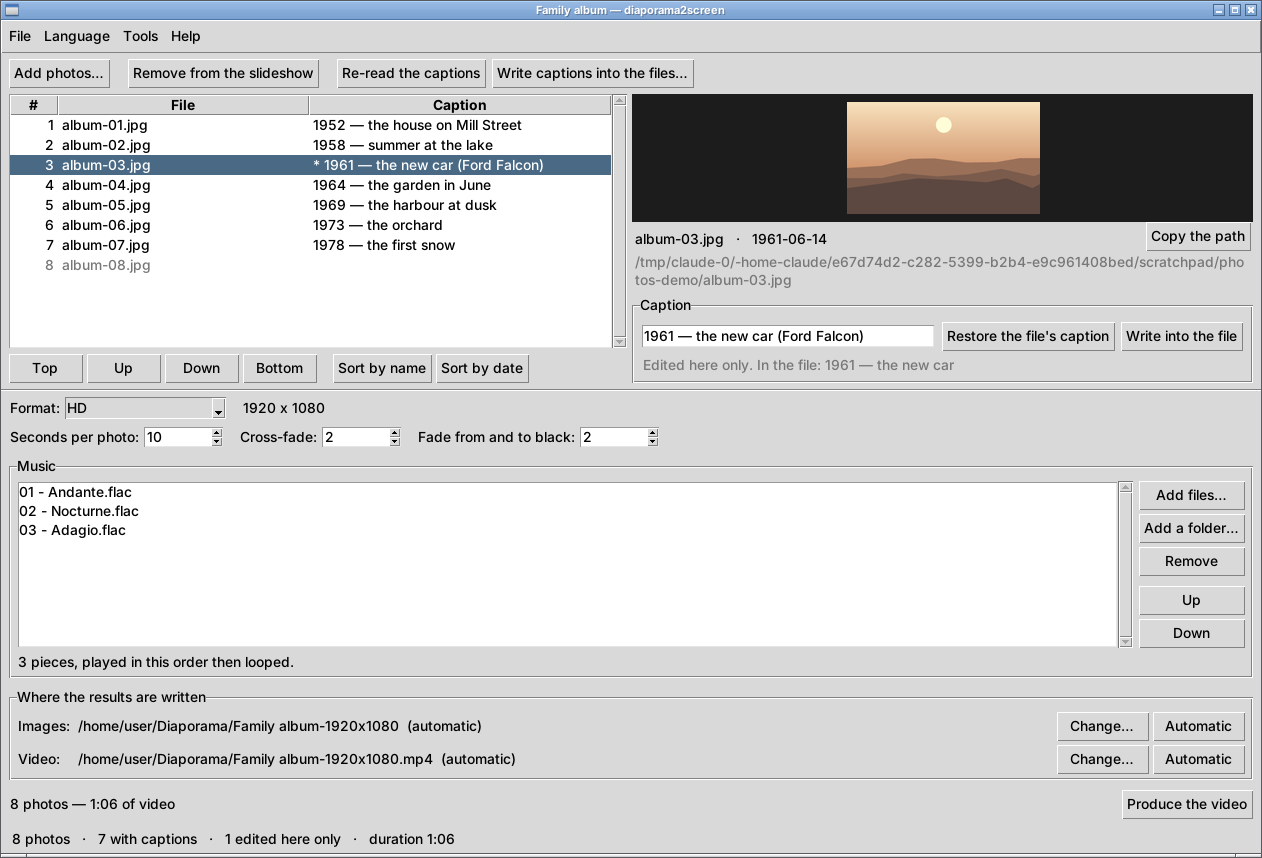 Family album — diaporama2screen
File Language Tools Help
Add photos... Remove from the slideshow Re-read the captions Write captions into the files...
# File Caption
1 album-01.jpg 1952 — the house on Mill Street
2 album-02.jpg 1958 — summer at the lake
3 album-03.jpg * 1961 — the new car (Ford Falcon)
4 album-04.jpg 1964 — the garden in June
5 album-05.jpg 1969 — the harbour at dusk
6 album-06.jpg 1973 — the orchard
7 album-07.jpg 1978 — the first snow
8 album-08.jpg
Top Up Down Bottom Sort by name Sort by date
album-03.jpg · 1961-06-14 Copy the path
/tmp/claude-0/-home-claude/e67d74d2-c282-5399-b2b4-e9c961408bed/scratchpad/pho
tos-demo/album-03.jpg
Caption
1961 — the new car (Ford Falcon) Restore the file's caption Write into the file
Edited here only. In the file: 1961 — the new car
Format: HD 1920 x 1080
Seconds per photo: 10 Cross-fade: 2 Fade from and to black: 2
Music
01 - Andante.flac
02 - Nocturne.flac
03 - Adagio.flac
Add files...
Add a folder...
Remove
Up
Down
3 pieces, played in this order then looped.
Where the results are written
Images: /home/user/Diaporama/Family album-1920x1080 (automatic) Change... Automatic
Video: /home/user/Diaporama/Family album-1920x1080.mp4 (automatic) Change... Automatic
8 photos — 1:06 of video Produce the video
8 photos · 7 with captions · 1 edited here only · duration 1:06